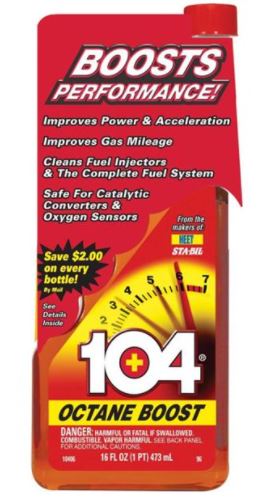 BOOSTS
PERFORMANCE!
Improves Power & Acceleration
Improves Gas Mileage
Cleans Fuel Injectors
& The Complete Fuel System
Safe For Catalytic
Converters &
Oxygen Sensors
From the
makers of
HEET
STA-BIL
Save $2.00
on every
bottle!
By Mail
See
Details
Inside
2 3 4 5 6 7
104+®
OCTANE BOOST
DANGER: HARMFUL OR FATAL IF SWALLOWED.
COMBUSTIBLE. VAPOR HARMFUL. SEE BACK PANEL
FOR ADDITIONAL CAUTIONS.
10406
16 FL OZ (1 PT) 473 mL
96